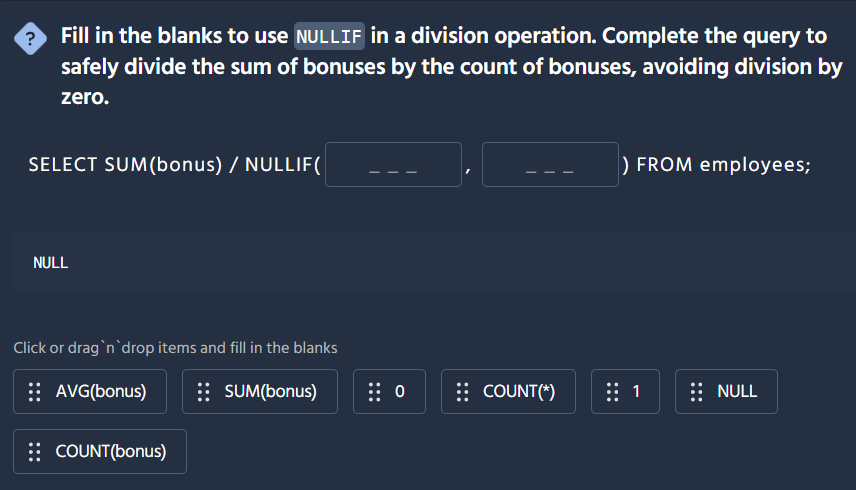 ?
Fill in the blanks to use NULLIF in a division operation. Complete the query to
safely divide the sum of bonuses by the count of bonuses, avoiding division by
zero.
SELECT SUM(bonus) / NULLIF( _ _ _ , _ _ _ ) FROM employees;
NULL
Click or drag`n`drop items and fill in the blanks
AVG(bonus) SUM(bonus) 0 COUNT(*) 1 NULL
COUNT(bonus)